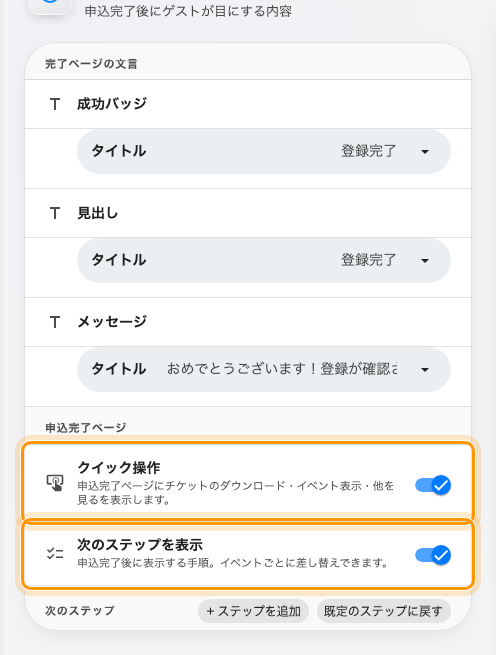 申込完了後にゲストが目にする内容
完了ページの文言
成功バッジ
タイトル 登録完了
見出し
タイトル 登録完了
メッセージ
タイトル おめでとうございます!登録が確認さ
申込完了ページ
クイック操作
申込完了ページにチケットのダウンロード・イベント表示・他を
見るを表示します。
次のステップを表示
申込完了後に表示する手順。イベントごとに差し替えできます。
次のステップ +ステップを追加 既定のステップに戻す